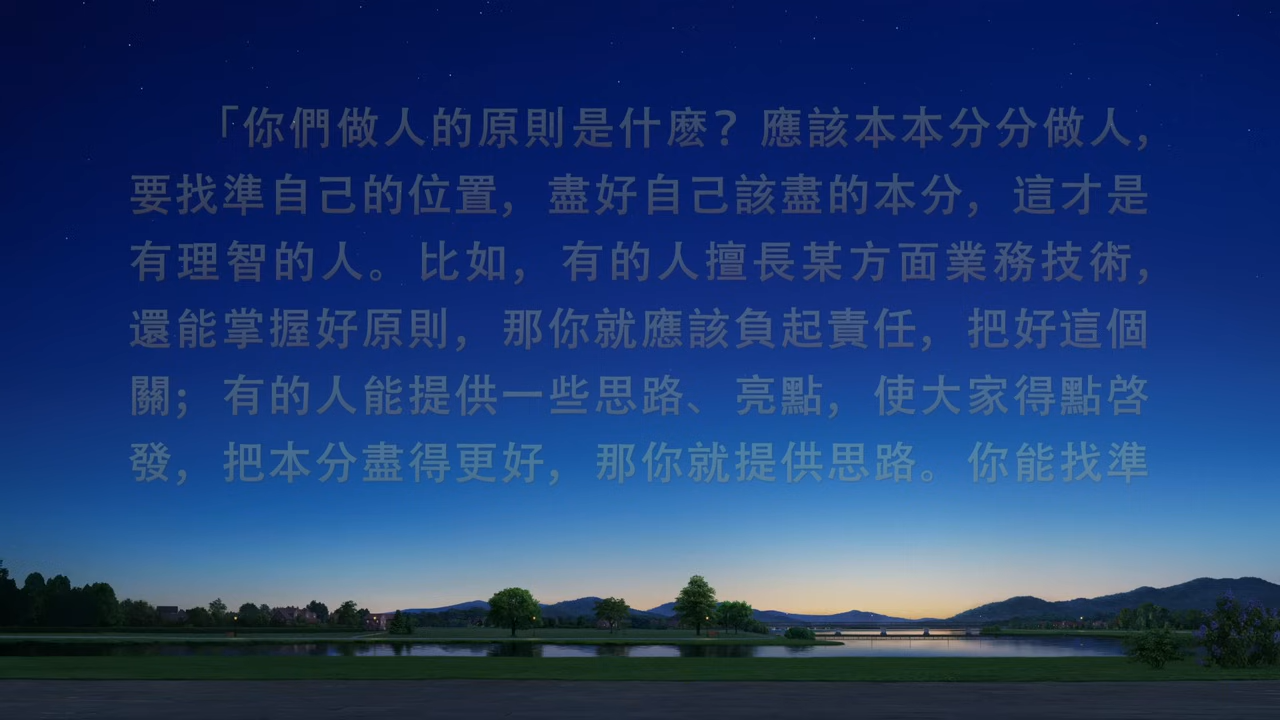 「你們做人的原則是什麽？應該本本分分做人，
要找準自己的位置，盡好自己該盡的本分，這才是
有理智的人。比如，有的人擅長某方面業務技術，
還能掌握好原則，那你就應該負起責任，把好這個
關；有的人能提供一些思路、亮點，使大家得點啓
發，把本分盡得更好，那你就提供思路。你能找準